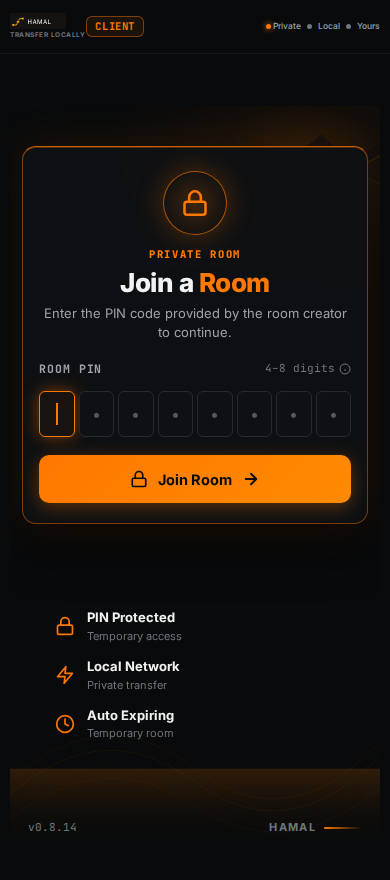 HAMAL
TRANSFER LOCALLY
CLIENT
Private
Local
Yours
PRIVATE ROOM
Join a Room
Enter the PIN code provided by the room creator
to continue.
ROOM PIN
4–8 digits
Join Room
PIN Protected
Temporary access
Local Network
Private transfer
Auto Expiring
Temporary room
v0.8.14
HAMAL